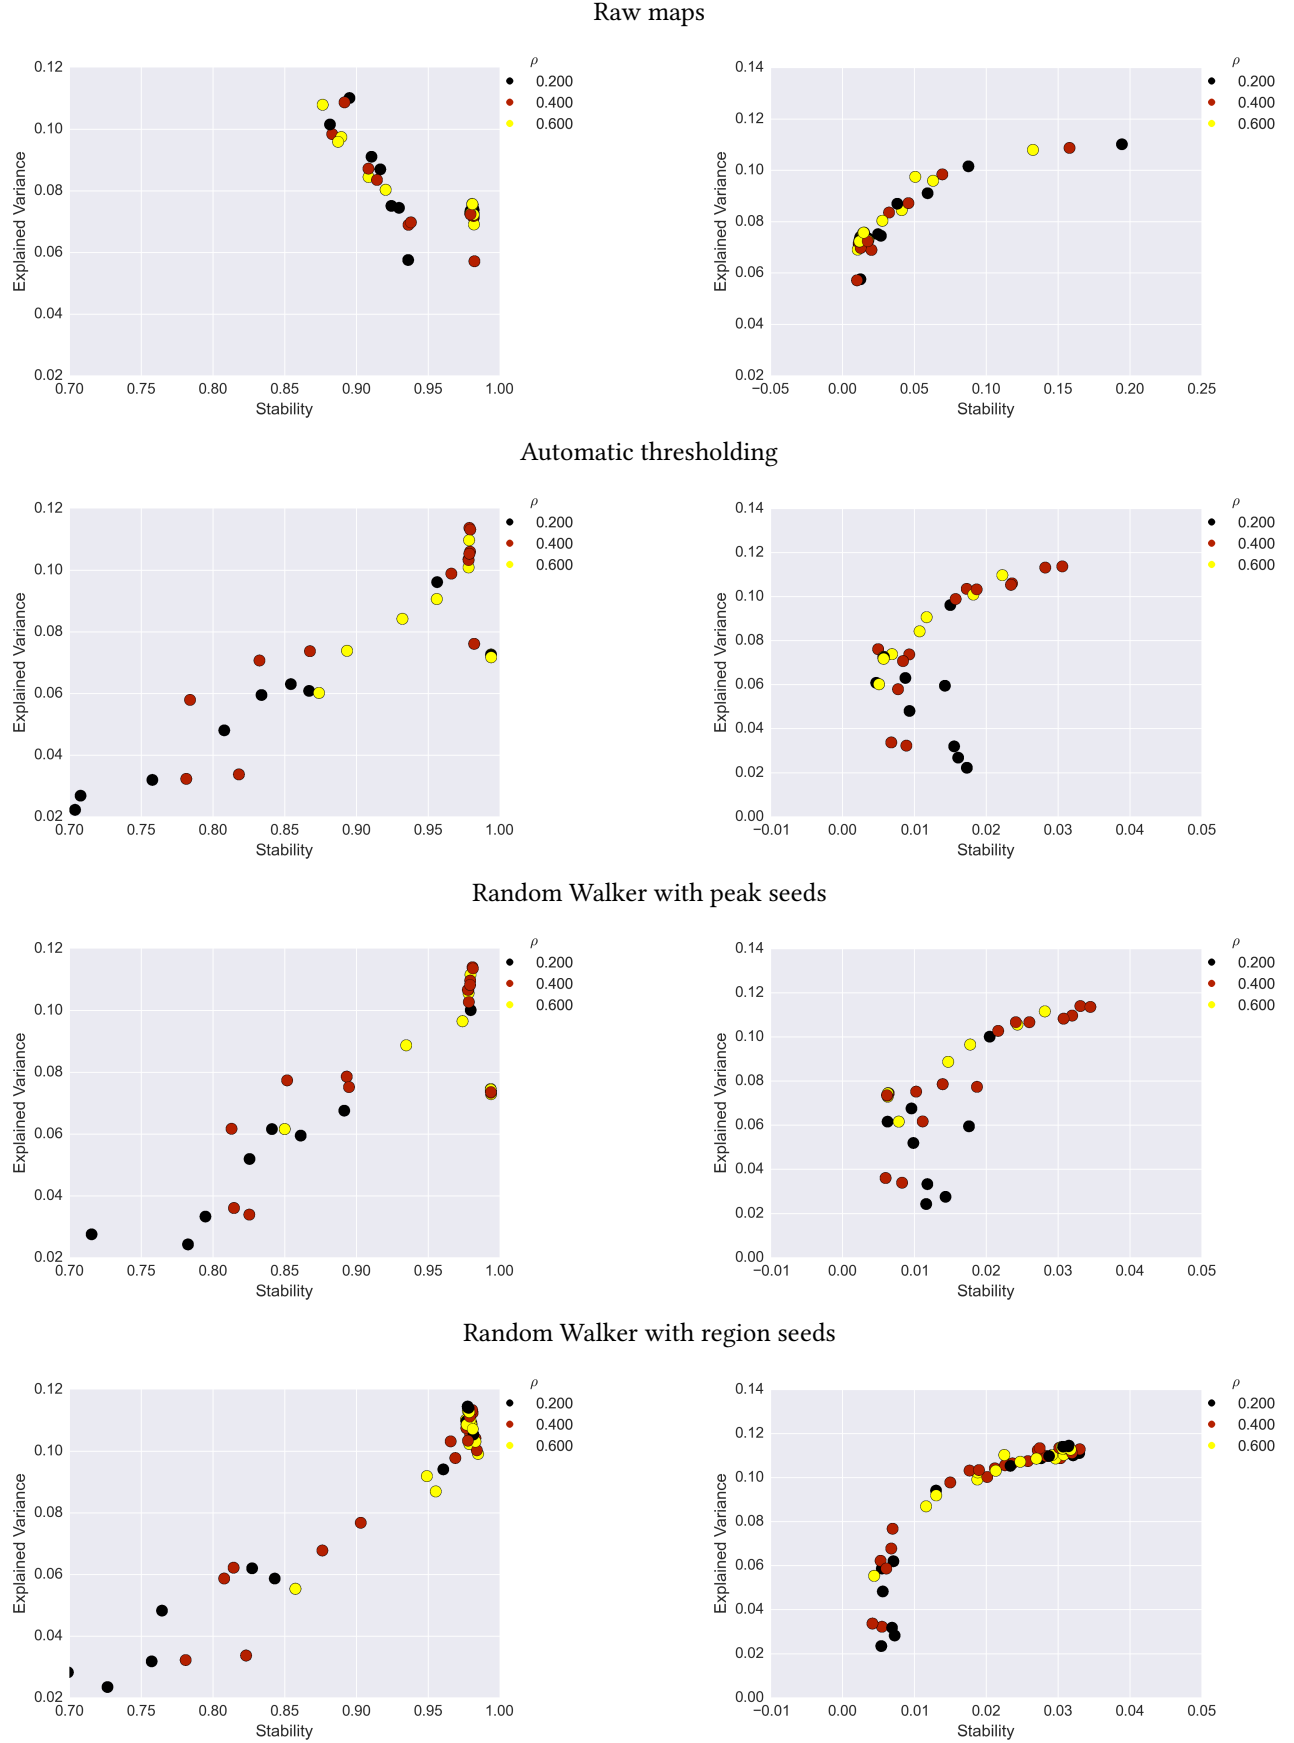 Raw maps
0.12
0.10
0.08
0.06
0.04
0.02
0.70 0.75 0.80 0.85 0.90 0.95 1.00
Stability
Explained Variance
ρ
0.200
0.400
0.600
0.14
0.12
0.10
0.08
0.06
0.04
0.02
−0.05 0.00 0.05 0.10 0.15 0.20 0.25
Stability
Explained Variance
ρ
0.200
0.400
0.600
Automatic thresholding
0.12
0.10
0.08
0.06
0.04
0.02
0.70 0.75 0.80 0.85 0.90 0.95 1.00
Stability
Explained Variance
ρ
0.200
0.400
0.600
0.14
0.12
0.10
0.08
0.06
0.04
0.02
0.00
−0.01 0.00 0.01 0.02 0.03 0.04 0.05
Stability
Explained Variance
ρ
0.200
0.400
0.600
Random Walker with peak seeds
0.12
0.10
0.08
0.06
0.04
0.02
0.70 0.75 0.80 0.85 0.90 0.95 1.00
Stability
Explained Variance
ρ
0.200
0.400
0.600
0.14
0.12
0.10
0.08
0.06
0.04
0.02
0.00
−0.01 0.00 0.01 0.02 0.03 0.04 0.05
Stability
Explained Variance
ρ
0.200
0.400
0.600
Random Walker with region seeds
0.12
0.10
0.08
0.06
0.04
0.02
0.70 0.75 0.80 0.85 0.90 0.95 1.00
Stability
Explained Variance
ρ
0.200
0.400
0.600
0.14
0.12
0.10
0.08
0.06
0.04
0.02
0.00
−0.01 0.00 0.01 0.02 0.03 0.04 0.05
Stability
Explained Variance
ρ
0.200
0.400
0.600